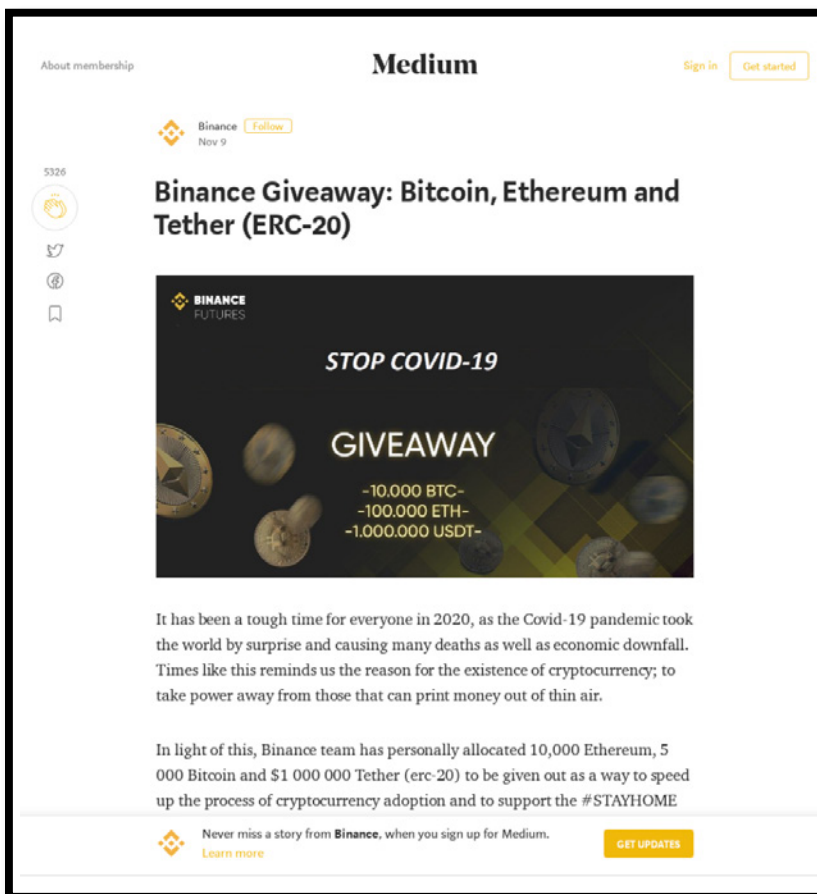 About membership
Medium
Sign in
Get started
Binance
Follow
Nov 9
5326
Binance Giveaway: Bitcoin, Ethereum and
Tether (ERC-20)
BINANCE
FUTURES
STOP COVID-19
GIVEAWAY
-10.000 BTC-
-100.000 ETH-
-1.000.000 USDT-
It has been a tough time for everyone in 2020, as the Covid-19 pandemic took
the world by surprise and causing many deaths as well as economic downfall.
Times like this reminds us the reason for the existence of cryptocurrency; to
take power away from those that can print money out of thin air.
In light of this, Binance team has personally allocated 10,000 Ethereum, 5
000 Bitcoin and $1 000 000 Tether (erc-20) to be given out as a way to speed
up the process of cryptocurrency adoption and to support the #STAYHOME
Never miss a story from Binance, when you sign up for Medium.
Learn more
GET UPDATES